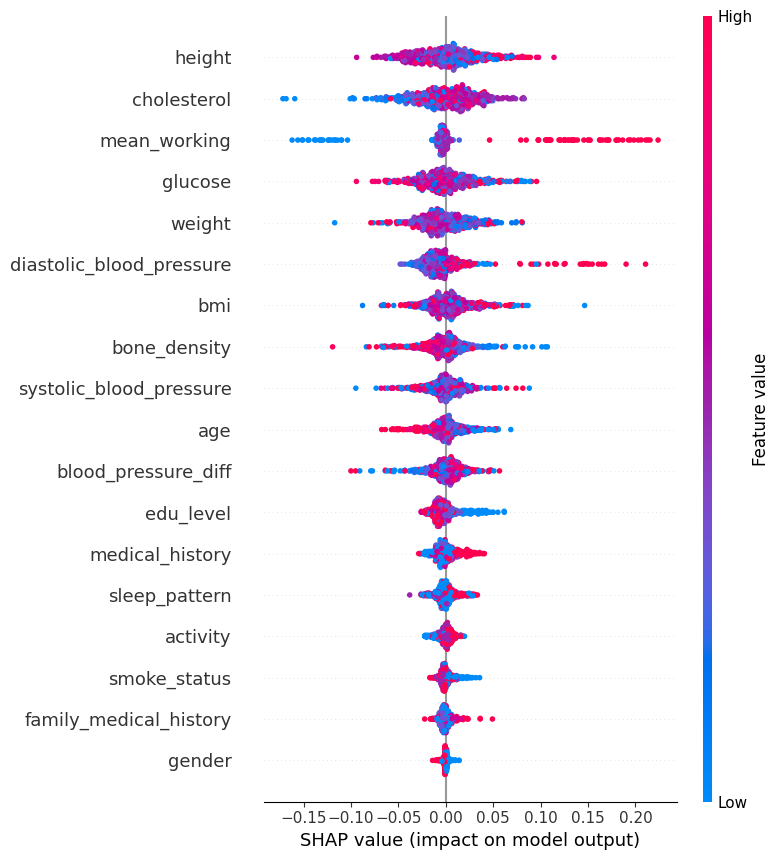 High
height
cholesterol
mean_working
glucose
weight
diastolic_blood_pressure
bmi
bone_density
systolic_blood_pressure
age
blood_pressure_diff
edu_level
medical_history
sleep_pattern
activity
smoke_status
family_medical_history
gender
Feature value
Low
−0.15 −0.10 −0.05 0.00 0.05 0.10 0.15 0.20
SHAP value (impact on model output)